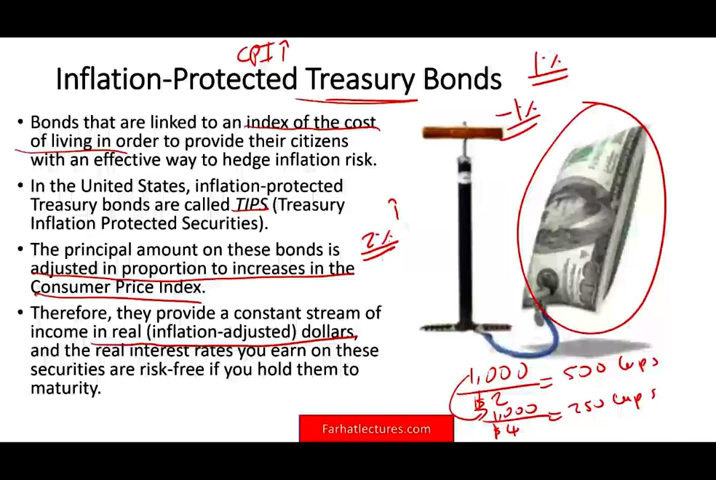 CPI↑
Inflation-Protected Treasury Bonds
1%
-1%
• Bonds that are linked to an index of the cost
of living in order to provide their citizens
with an effective way to hedge inflation risk.
• In the United States, inflation-protected
Treasury bonds are called TIPS (Treasury
Inflation Protected Securities).
2% ↑
• The principal amount on these bonds is
adjusted in proportion to increases in the
Consumer Price Index.
• Therefore, they provide a constant stream of
income in real (inflation-adjusted) dollars,
and the real interest rates you earn on these
securities are risk-free if you hold them to
maturity.
1,000
$2 = 500 cups
1,000
$4 = 250 cups
Farhatlectures.com